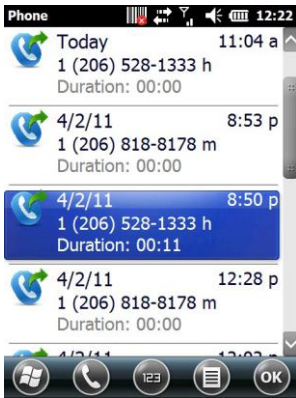 Phone 12:22
Today 11:04 a
1 (206) 528-1333 h
Duration: 00:00
4/2/11 8:53 p
1 (206) 818-8178 m
Duration: 00:00
4/2/11 8:50 p
1 (206) 528-1333 h
Duration: 00:11
4/2/11 12:28 p
1 (206) 818-8178 m
Duration: 00:00
123 OK